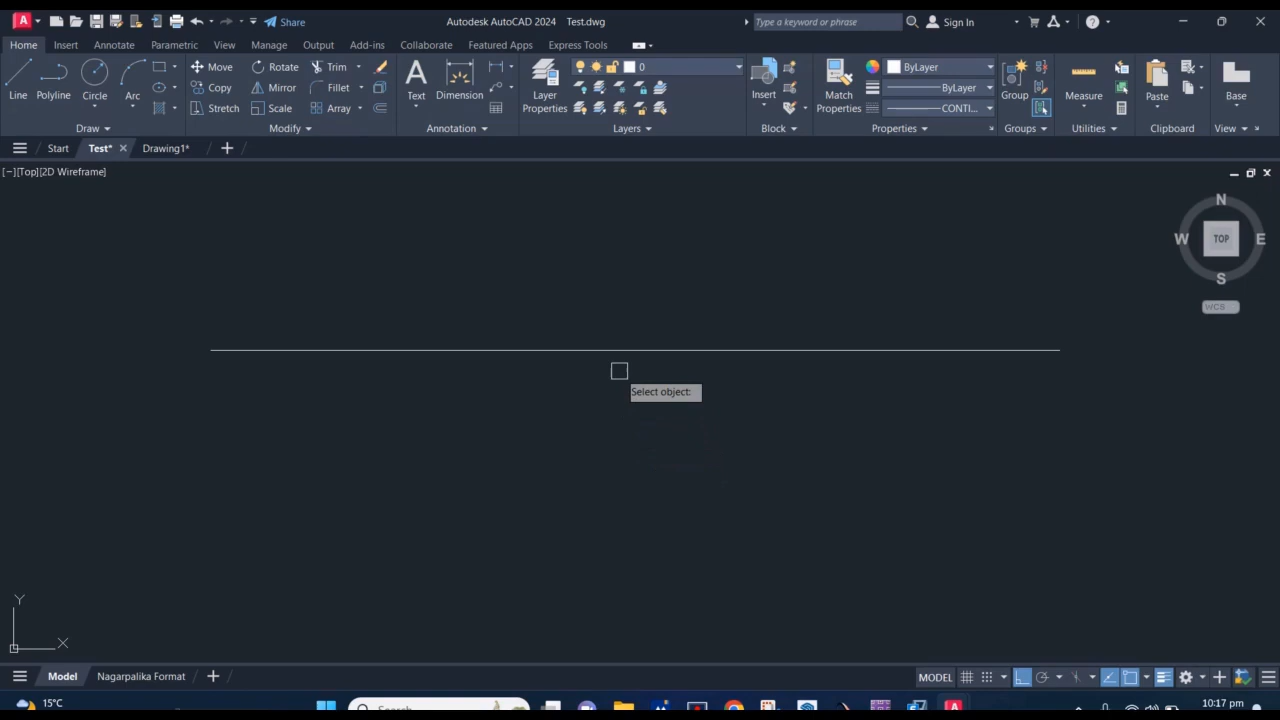 Share Autodesk AutoCAD 2024 Test.dwg Type a keyword or phrase Sign In
Home Insert Annotate Parametric View Manage Output Add-ins Collaborate Featured Apps Express Tools
Line Polyline Circle Arc Move Rotate Trim Text Dimension Layer Properties 0 Insert Match Properties ByLayer Group Measure Paste Base
Copy Mirror Fillet ByLayer
Stretch Scale Array CONTI...
Draw Modify Annotation Layers Block Properties Groups Utilities Clipboard View
Start Test* Drawing1*
[−][Top][2D Wireframe]
N
W TOP E
S
WCS
Select object:
Y
X
Model Nagarpalika Format MODEL
15°C Search 10:17 pm